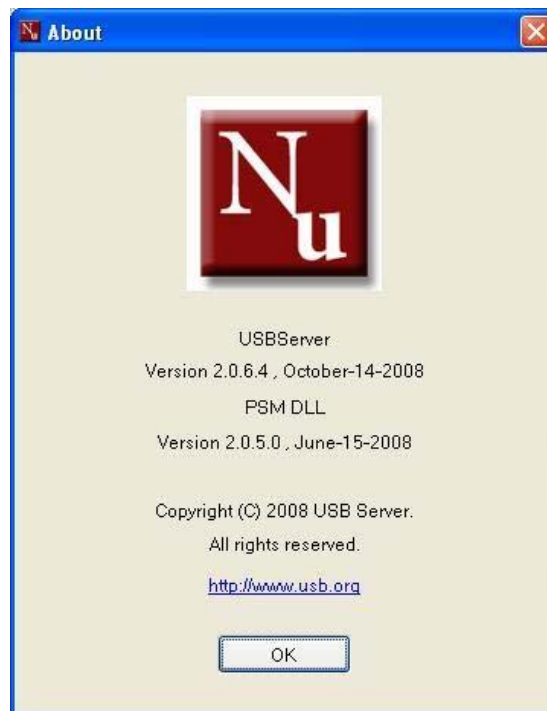 Nu About
Nu
USBServer
Version 2.0.6.4 , October-14-2008
PSM DLL
Version 2.0.5.0 , June-15-2008
Copyright (C) 2008 USB Server.
All rights reserved.
http://www.usb.org
OK